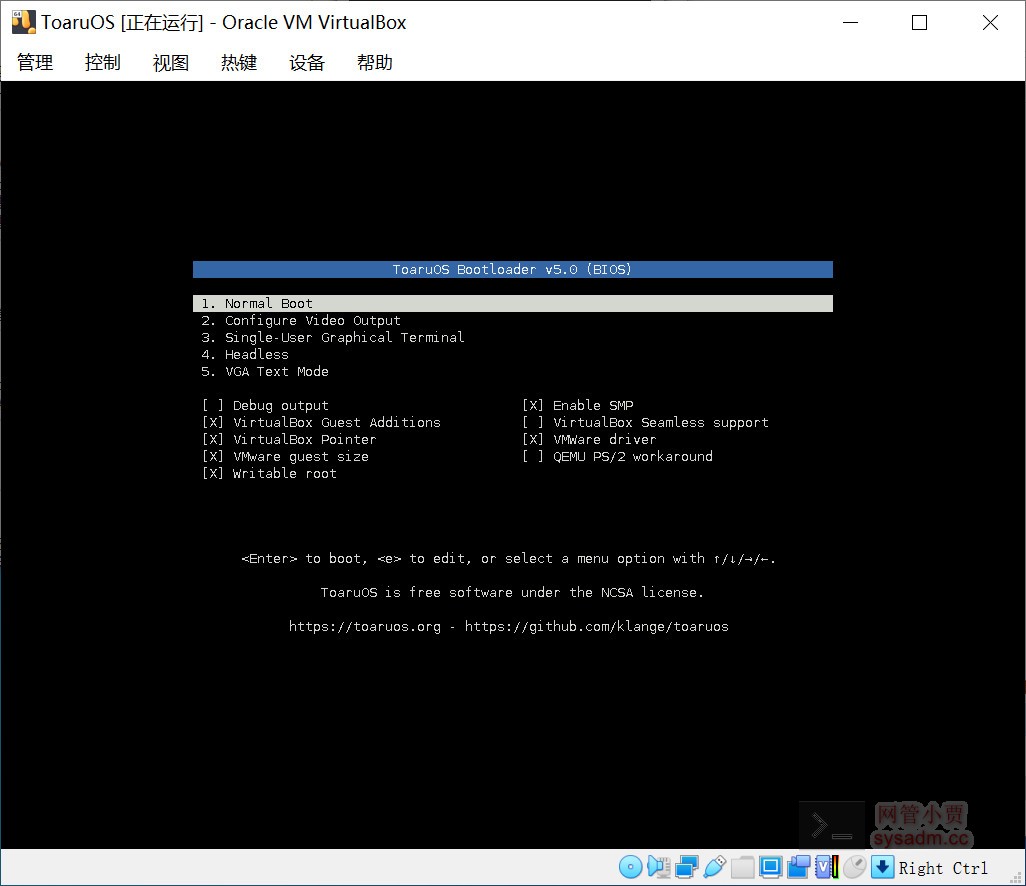 ToaruOS [正在运行] - Oracle VM VirtualBox
管理 控制 视图 热键 设备 帮助
ToaruOS Bootloader v5.0 (BIOS)
1. Normal Boot
2. Configure Video Output
3. Single-User Graphical Terminal
4. Headless
5. VGA Text Mode
[ ] Debug output [X] Enable SMP
[X] VirtualBox Guest Additions [ ] VirtualBox Seamless support
[X] VirtualBox Pointer [X] VMWare driver
[X] VMware guest size [ ] QEMU PS/2 workaround
[X] Writable root
<Enter> to boot, <e> to edit, or select a menu option with ↑/↓/→/←.
ToaruOS is free software under the NCSA license.
https://toaruos.org - https://github.com/klange/toaruos
网管小贾
sysadm.cc
Right Ctrl